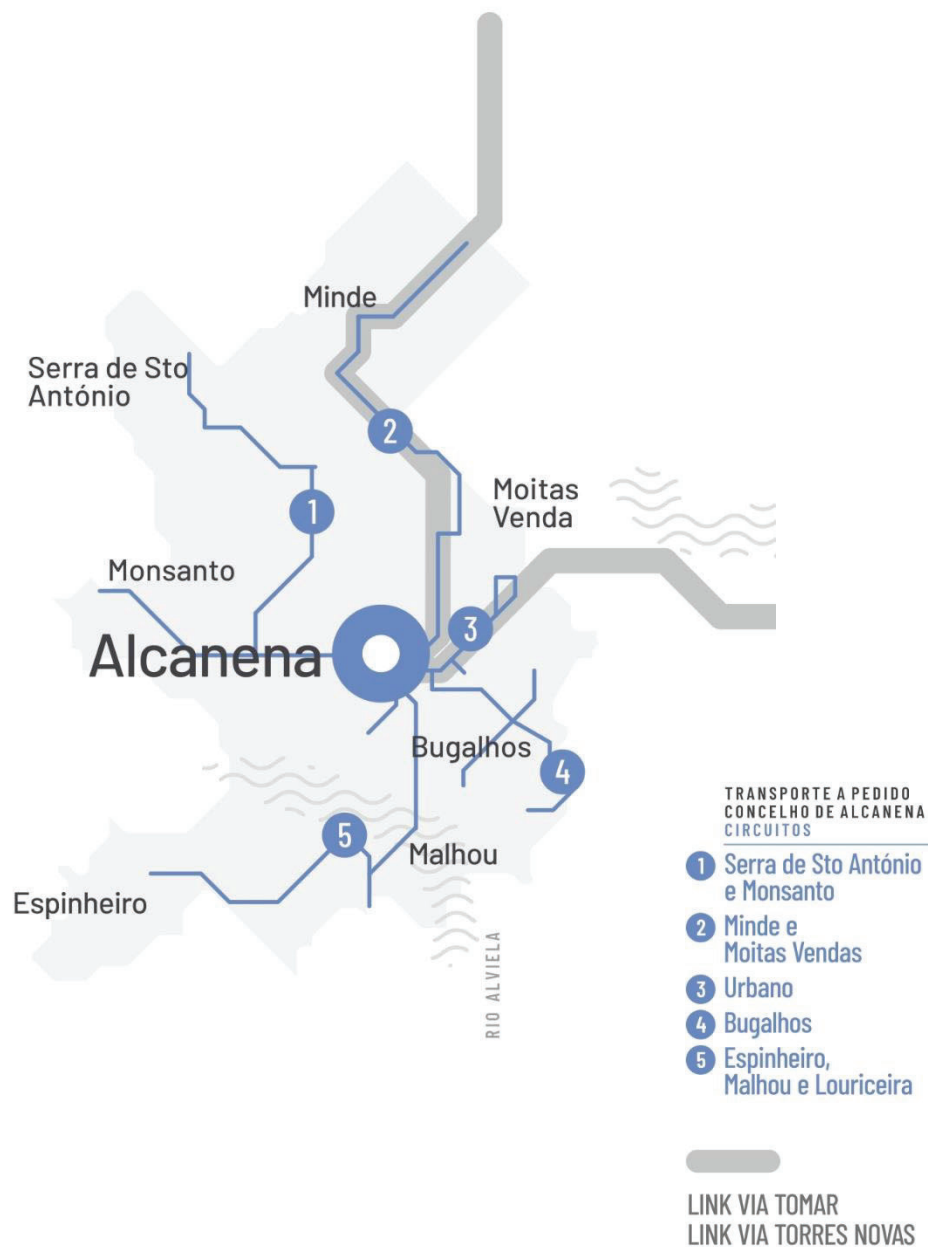 Minde
Serra de Sto
António
2
Moitas
Venda
1
Monsanto
3
Alcanena
Bugalhos
4
5
Malhou
Espinheiro
RIO ALVIELA
TRANSPORTE A PEDIDO
CONCELHO DE ALCANENA
CIRCUITOS
1 Serra de Sto António
e Monsanto
2 Minde e
Moitas Vendas
3 Urbano
4 Bugalhos
5 Espinheiro,
Malhou e Louriceira
LINK VIA TOMAR
LINK VIA TORRES NOVAS